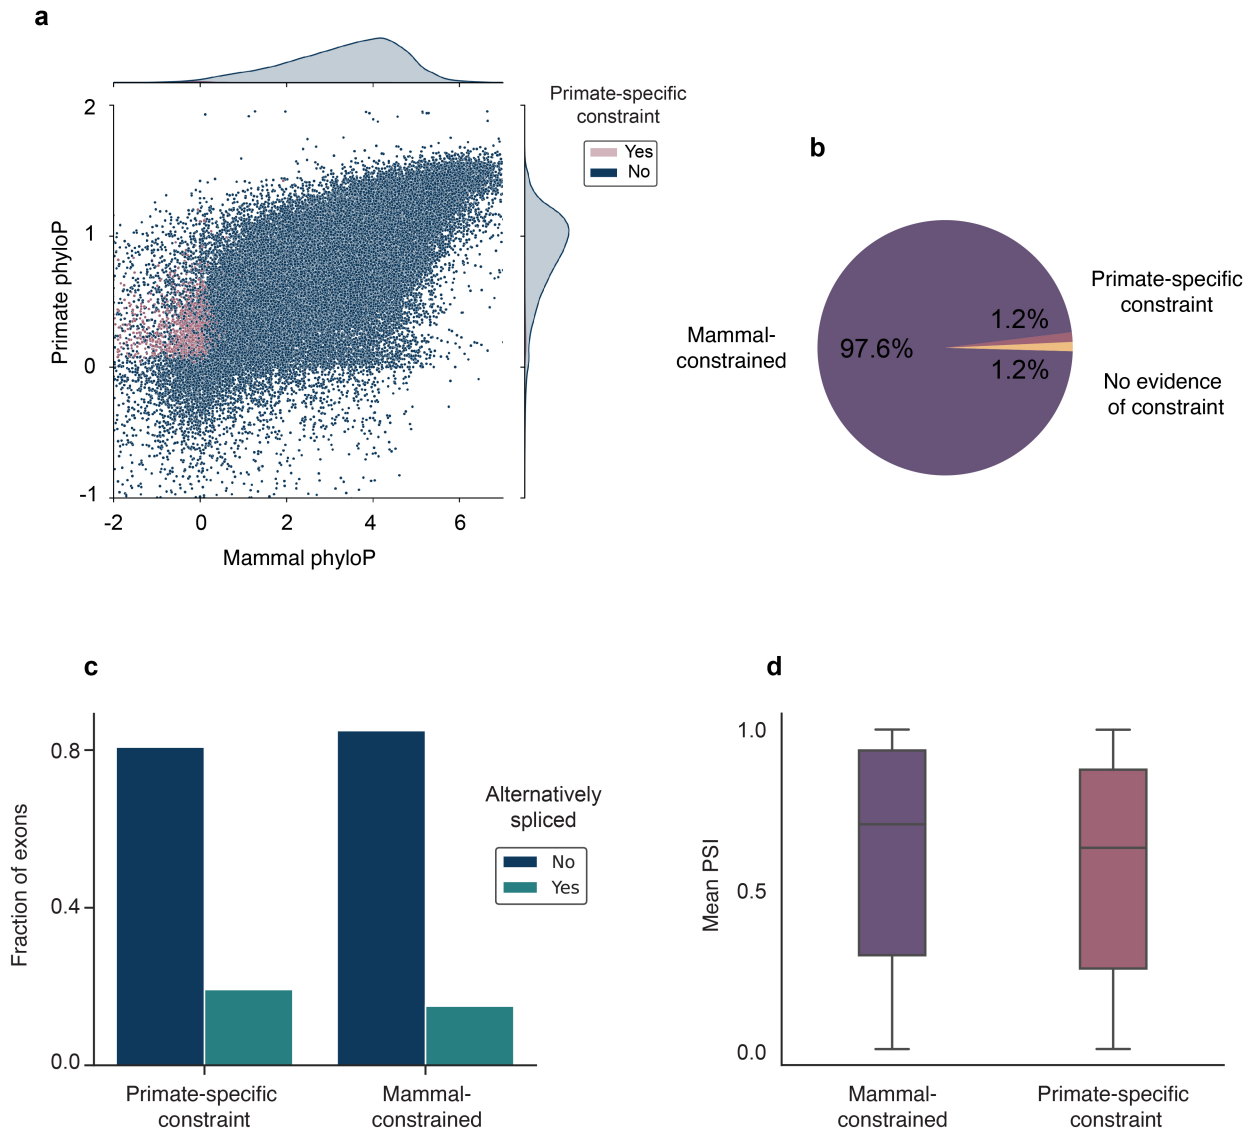 a
Primate-specific
constraint
Yes
No
2
1
0
-1
Primate phyloP
-2
0
2
4
6
Mammal phyloP
b
Mammal-
constrained
97.6%
1.2%
1.2%
Primate-specific
constraint
No evidence
of constraint
c
0.8
0.4
0.0
Fraction of exons
Alternatively
spliced
No
Yes
Primate-specific
constraint
Mammal-
constrained
d
1.0
0.5
0.0
Mean PSI
Mammal-
constrained
Primate-specific
constraint